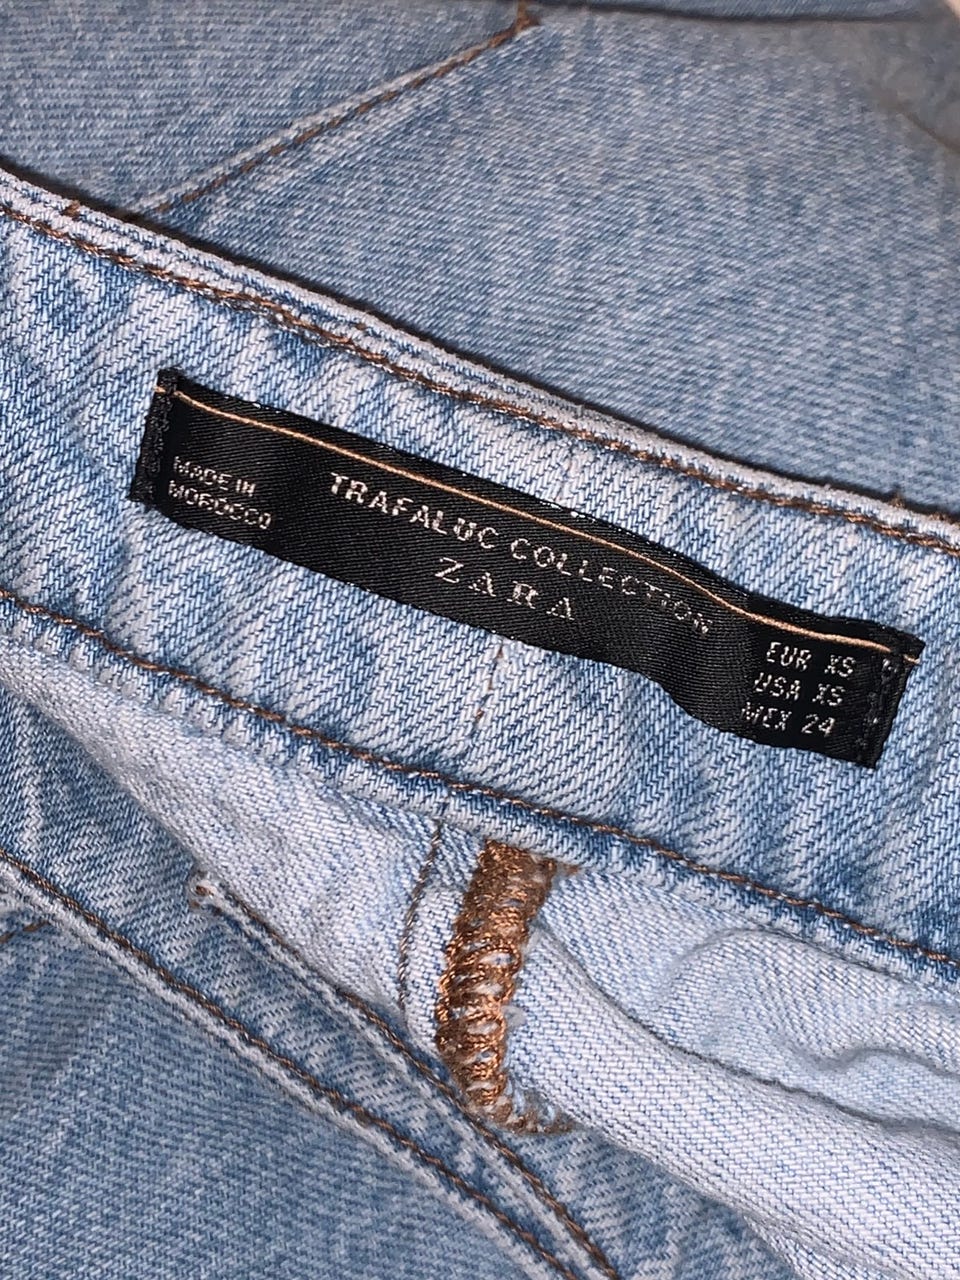 MADE IN
MOROCCO
TRAFALUC COLLECTION
ZARA
EUR XS
USA XS
MEX 24